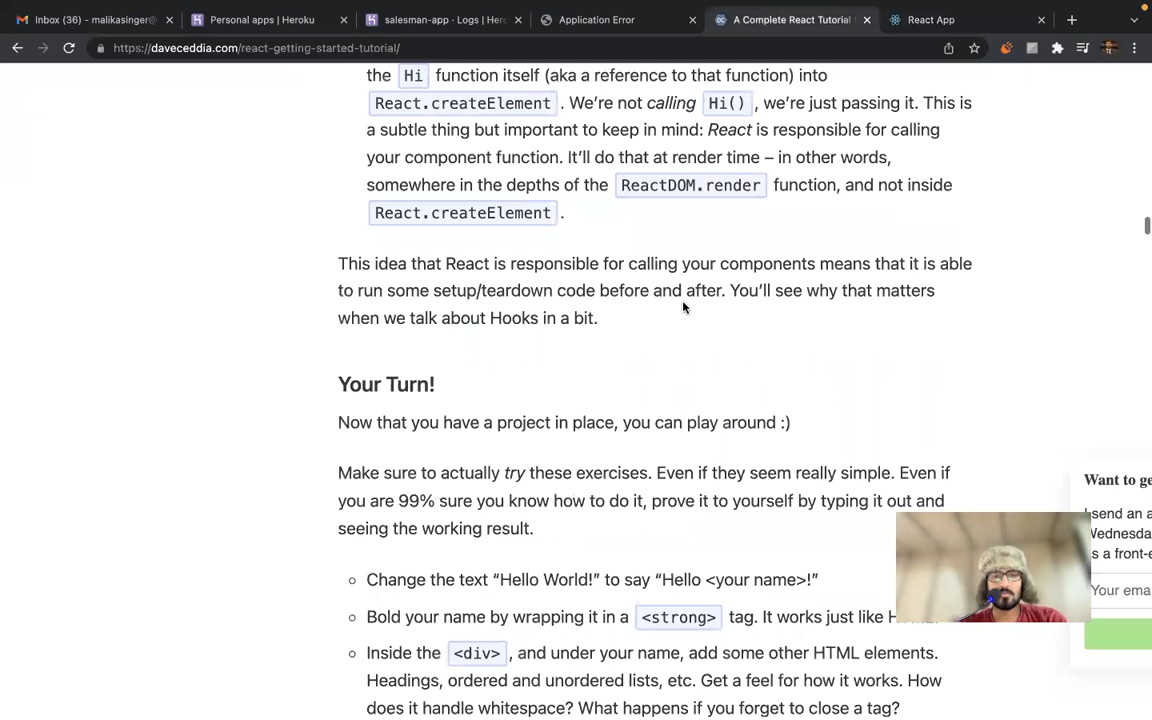 Inbox (36) - malikasinger@
Personal apps | Heroku
salesman-app · Logs | Hero
Application Error
A Complete React Tutorial
React App
https://daveceddia.com/react-getting-started-tutorial/
the Hi function itself (aka a reference to that function) into
React.createElement . We’re not calling Hi() , we’re just passing it. This is
a subtle thing but important to keep in mind: React is responsible for calling
your component function. It’ll do that at render time – in other words,
somewhere in the depths of the ReactDOM.render function, and not inside
React.createElement .
This idea that React is responsible for calling your components means that it is able
to run some setup/teardown code before and after. You’ll see why that matters
when we talk about Hooks in a bit.
Your Turn!
Now that you have a project in place, you can play around :)
Make sure to actually try these exercises. Even if they seem really simple. Even if
you are 99% sure you know how to do it, prove it to yourself by typing it out and
seeing the working result.
Change the text “Hello World!” to say “Hello <your name>!”
Bold your name by wrapping it in a <strong> tag. It works just like
Inside the <div> , and under your name, add some other HTML elements.
Headings, ordered and unordered lists, etc. Get a feel for how it works. How
does it handle whitespace? What happens if you forget to close a tag?
Want to ge
I send an a
Wednesda
s a front-e
Your ema